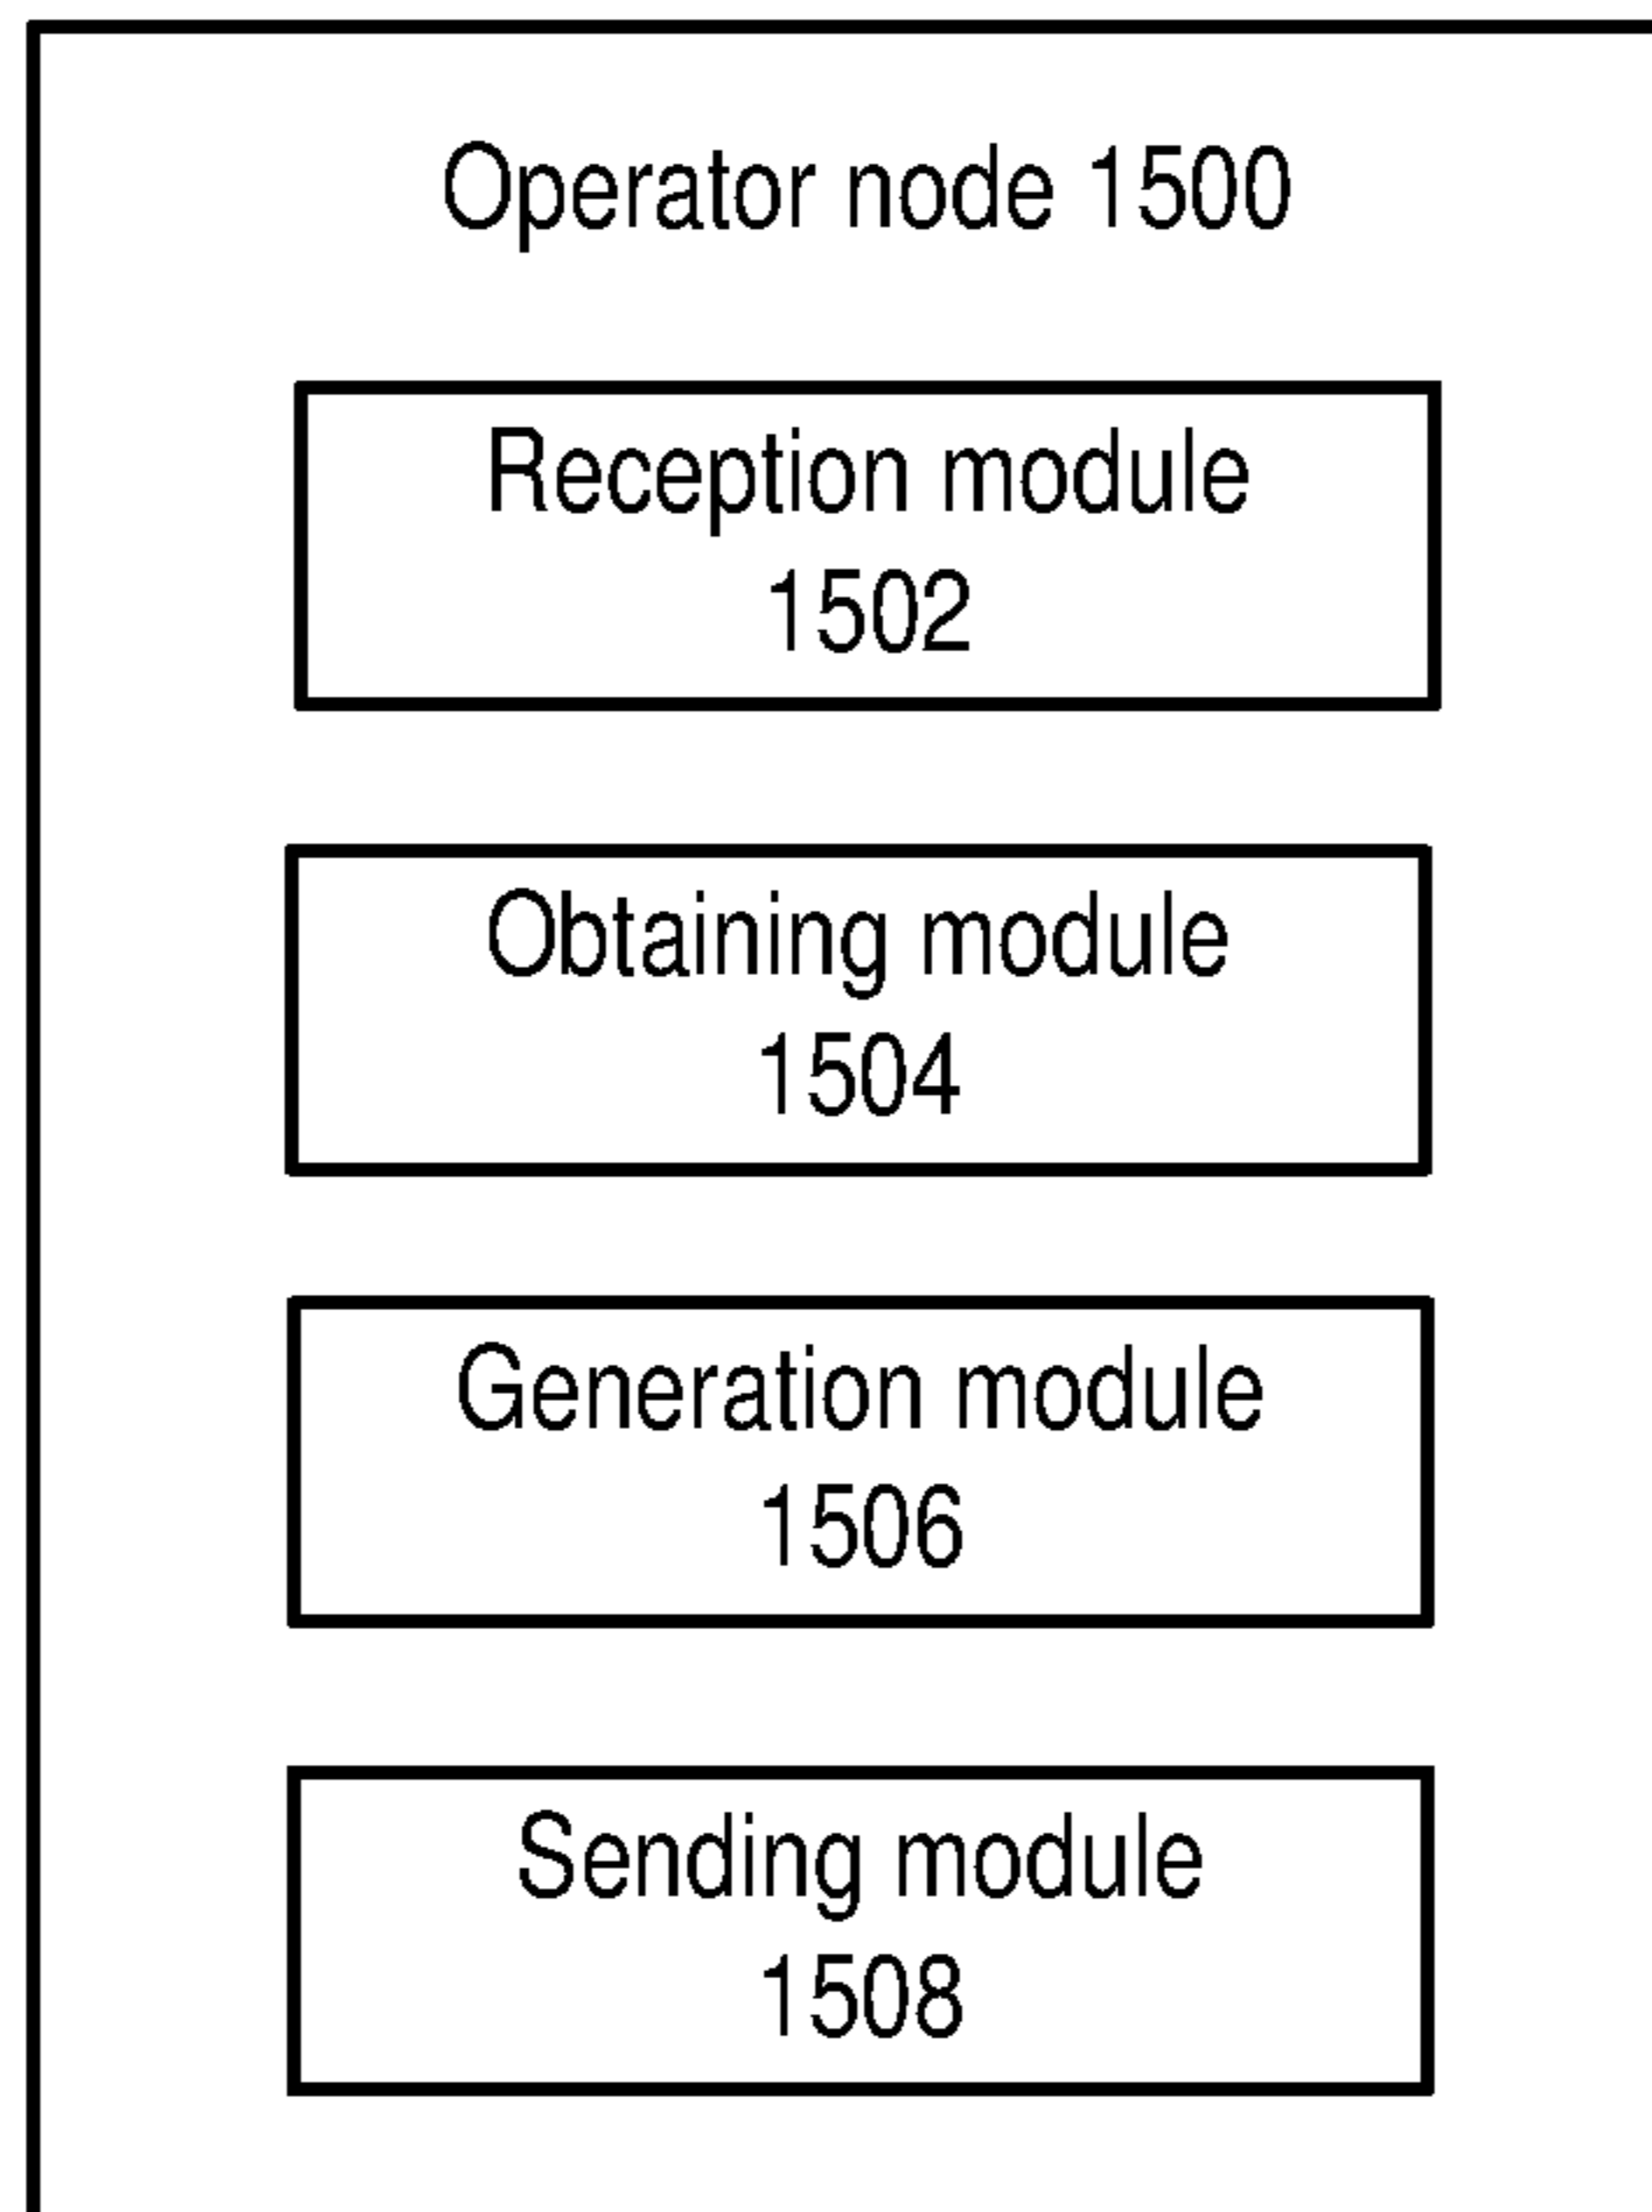 Operator node 1500
Reception module
1502
Obtaining module
1504
Generation module
1506
Sending module
1508